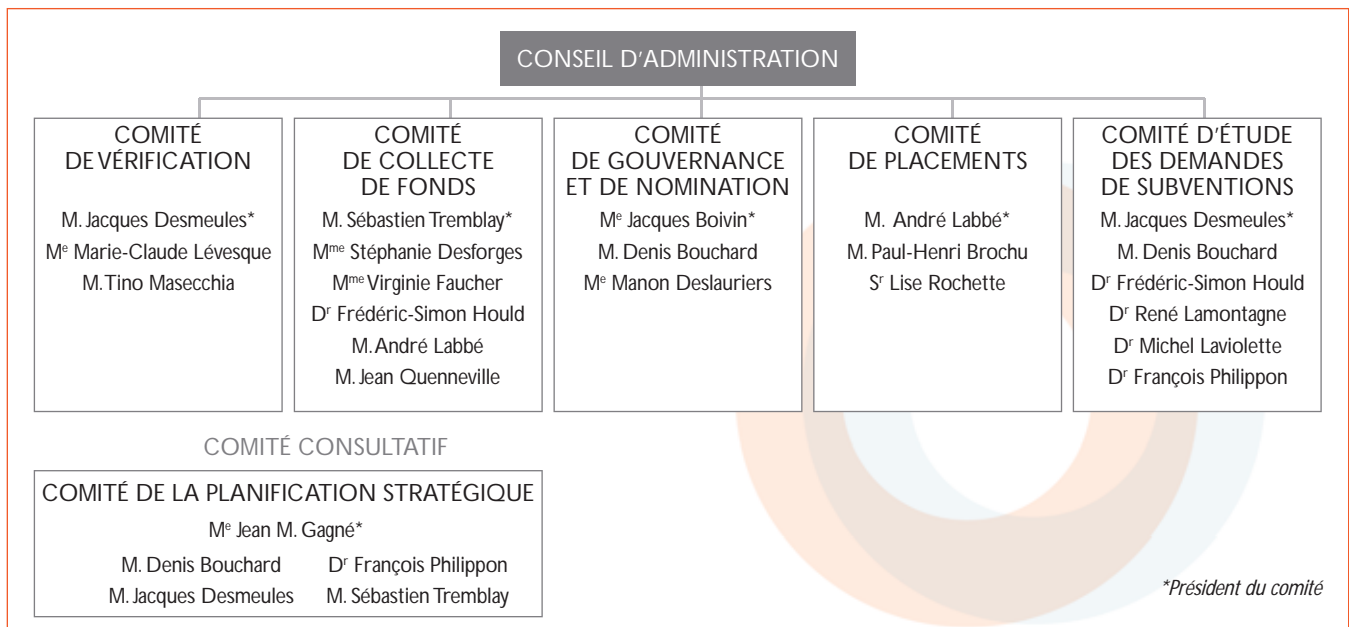 CONSEIL D'ADMINISTRATION
COMITÉ
DE VÉRIFICATION
M. Jacques Desmeules*
Me Marie-Claude Lévesque
M. Tino Masecchia
COMITÉ
DE COLLECTE
DE FONDS
M. Sébastien Tremblay*
Mme Stéphanie Desforges
Mme Virginie Faucher
Dr Frédéric-Simon Hould
M. André Labbé
M. Jean Quenneville
COMITÉ
DE GOUVERNANCE
ET DE NOMINATION
Me Jacques Boivin*
M. Denis Bouchard
Me Manon Deslauriers
COMITÉ
DE PLACEMENTS
M. André Labbé*
M. Paul-Henri Brochu
Sr Lise Rochette
COMITÉ D'ÉTUDE
DES DEMANDES
DE SUBVENTIONS
M. Jacques Desmeules*
M. Denis Bouchard
Dr Frédéric-Simon Hould
Dr René Lamontagne
Dr Michel Laviolette
Dr François Philippon
COMITÉ CONSULTATIF
COMITÉ DE LA PLANIFICATION STRATÉGIQUE
Me Jean M. Gagné*
M. Denis Bouchard Dr François Philippon
M. Jacques Desmeules M. Sébastien Tremblay
*Président du comité